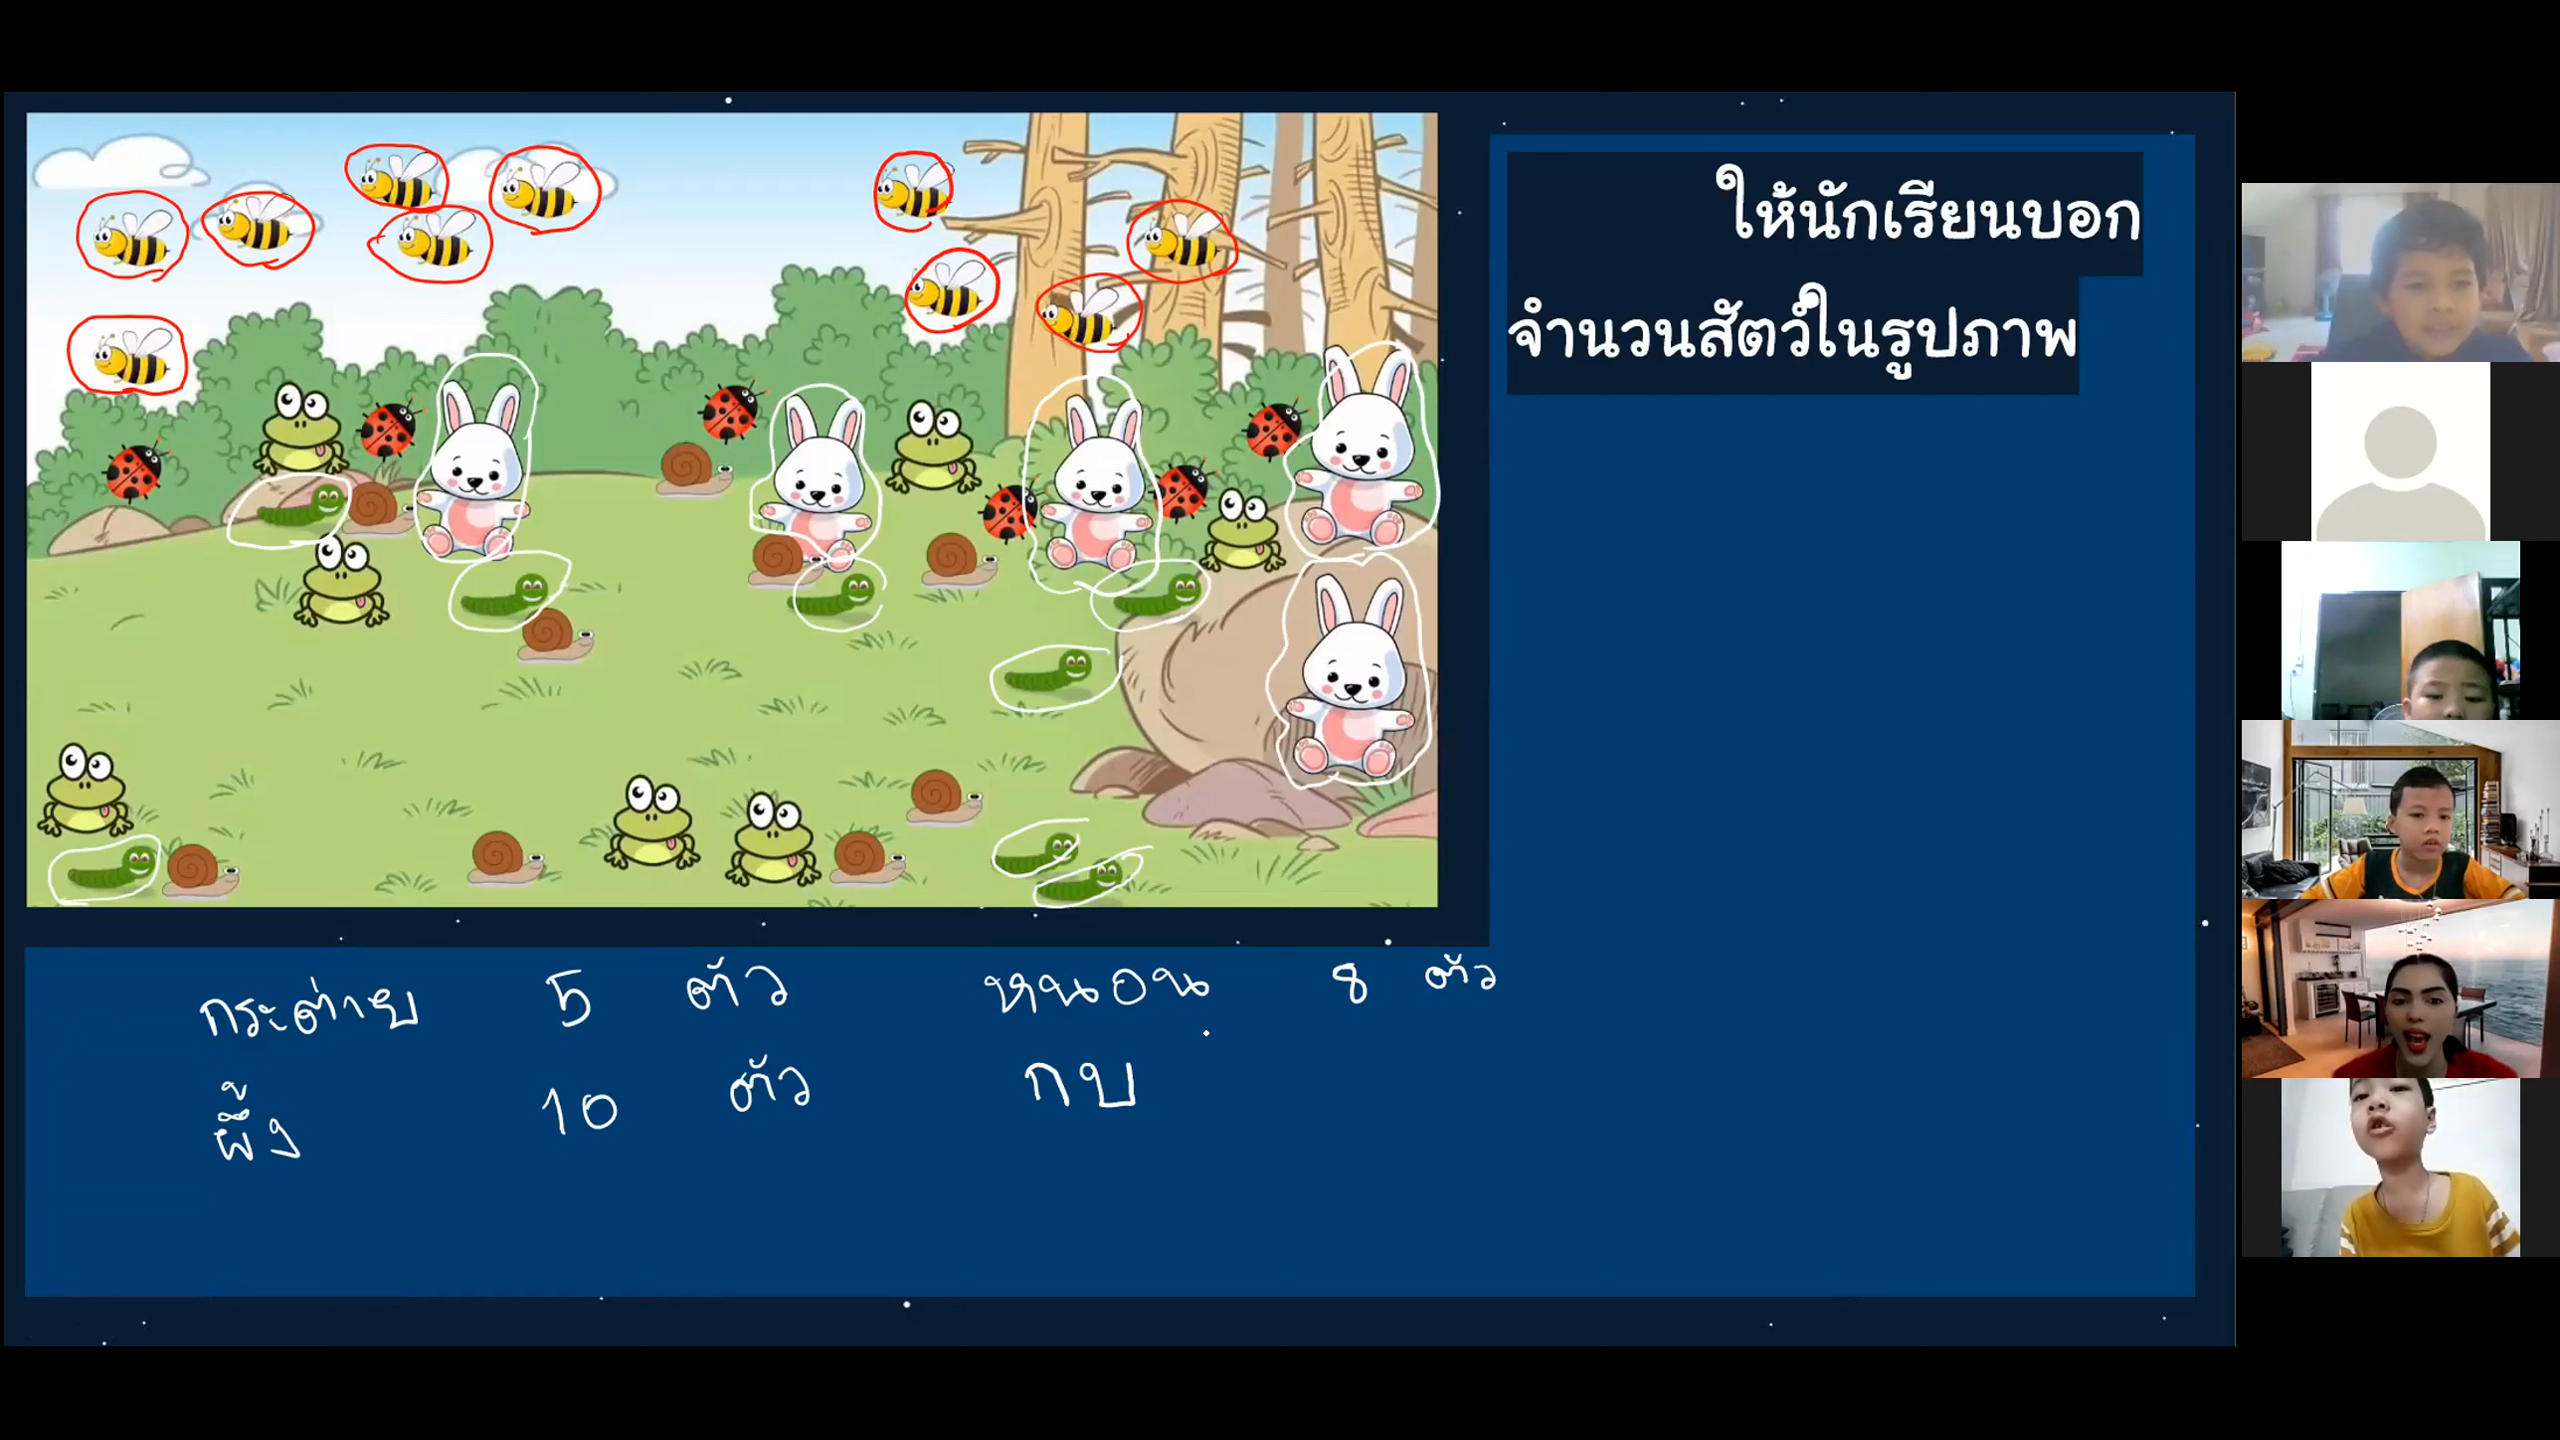 ให้นักเรียนบอก
จำนวนสัตว์ในรูปภาพ
กระต่าย 5 ตัว หนอน 8 ตัว
ผึ้ง 10 ตัว กบ